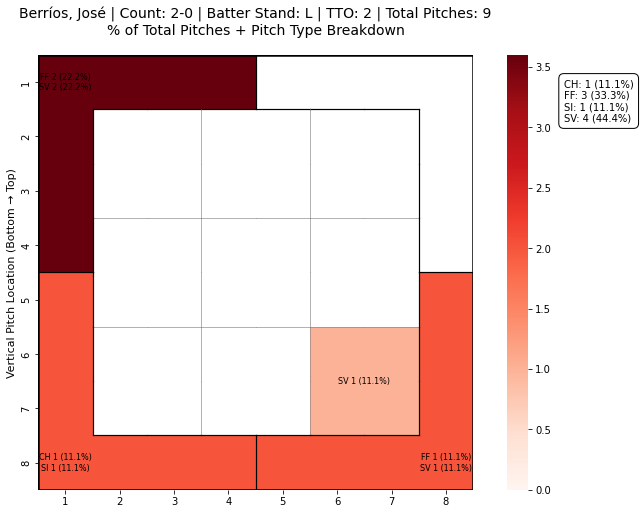 Berríos, José | Count: 2-0 | Batter Stand: L | TTO: 2 | Total Pitches: 9
% of Total Pitches + Pitch Type Breakdown
FF 2 (22.2%)
SV 2 (22.2%)
SV 1 (11.1%)
CH 1 (11.1%)
SI 1 (11.1%)
FF 1 (11.1%)
SV 1 (11.1%)
Vertical Pitch Location (Bottom → Top)
1
2
3
4
5
6
7
8
1 2 3 4 5 6 7 8
3.5
3.0
2.5
2.0
1.5
1.0
0.5
0.0
CH: 1 (11.1%)
FF: 3 (33.3%)
SI: 1 (11.1%)
SV: 4 (44.4%)